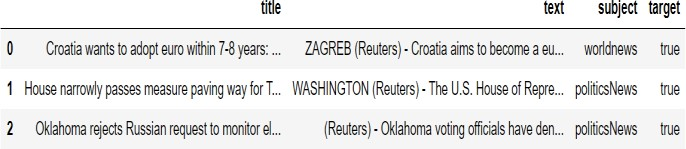 title text subject target
0 Croatia wants to adopt euro within 7-8 years: ... ZAGREB (Reuters) - Croatia aims to become a eu... worldnews true
1 House narrowly passes measure paving way for T... WASHINGTON (Reuters) - The U.S. House of Repre... politicsNews true
2 Oklahoma rejects Russian request to monitor el... (Reuters) - Oklahoma voting officials have den... politicsNews true